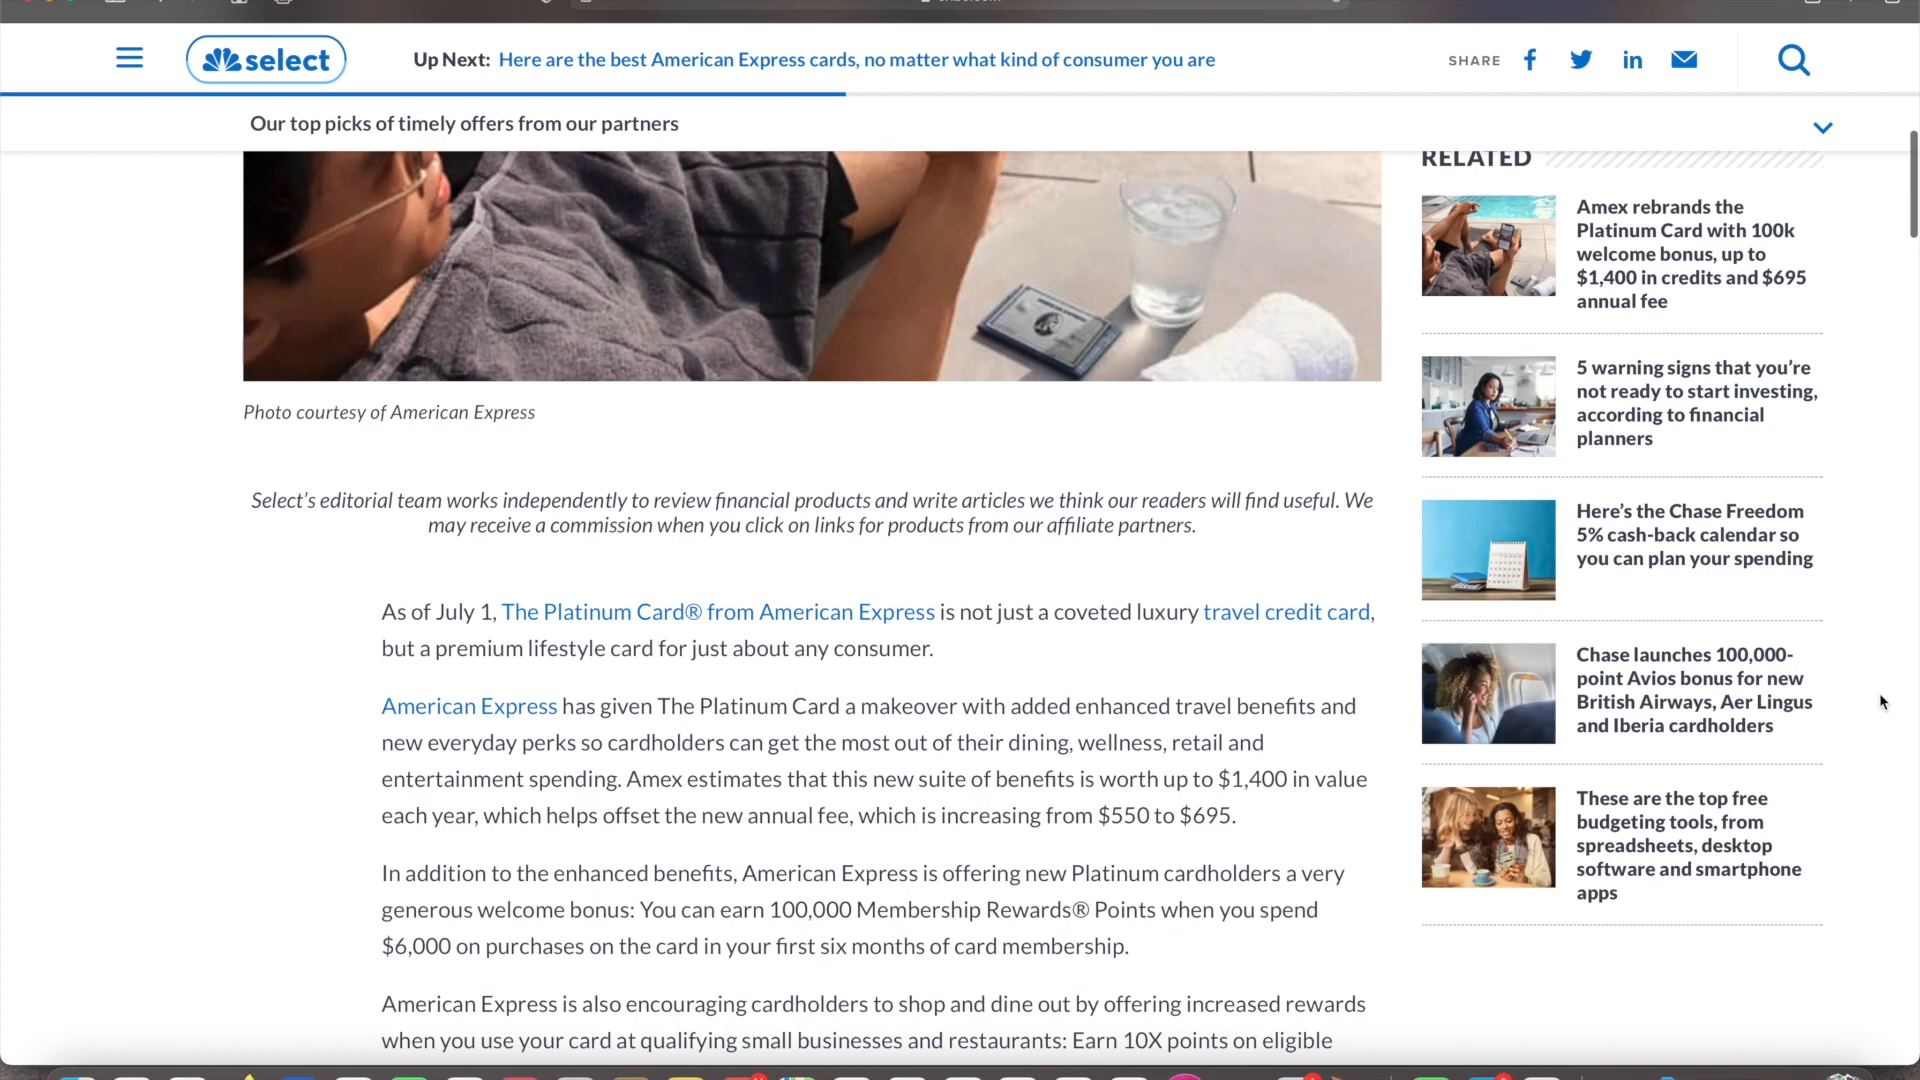 select
Up Next: Here are the best American Express cards, no matter what kind of consumer you are
SHARE
Our top picks of timely offers from our partners
Photo courtesy of American Express
Select’s editorial team works independently to review financial products and write articles we think our readers will find useful. We
may receive a commission when you click on links for products from our affiliate partners.
As of July 1, The Platinum Card® from American Express is not just a coveted luxury travel credit card,
but a premium lifestyle card for just about any consumer.
American Express has given The Platinum Card a makeover with added enhanced travel benefits and
new everyday perks so cardholders can get the most out of their dining, wellness, retail and
entertainment spending. Amex estimates that this new suite of benefits is worth up to $1,400 in value
each year, which helps offset the new annual fee, which is increasing from $550 to $695.
In addition to the enhanced benefits, American Express is offering new Platinum cardholders a very
generous welcome bonus: You can earn 100,000 Membership Rewards® Points when you spend
$6,000 on purchases on the card in your first six months of card membership.
American Express is also encouraging cardholders to shop and dine out by offering increased rewards
when you use your card at qualifying small businesses and restaurants: Earn 10X points on eligible
RELATED
Amex rebrands the
Platinum Card with 100k
welcome bonus, up to
$1,400 in credits and $695
annual fee
5 warning signs that you’re
not ready to start investing,
according to financial
planners
Here’s the Chase Freedom
5% cash-back calendar so
you can plan your spending
Chase launches 100,000-
point Avios bonus for new
British Airways, Aer Lingus
and Iberia cardholders
These are the top free
budgeting tools, from
spreadsheets, desktop
software and smartphone
apps